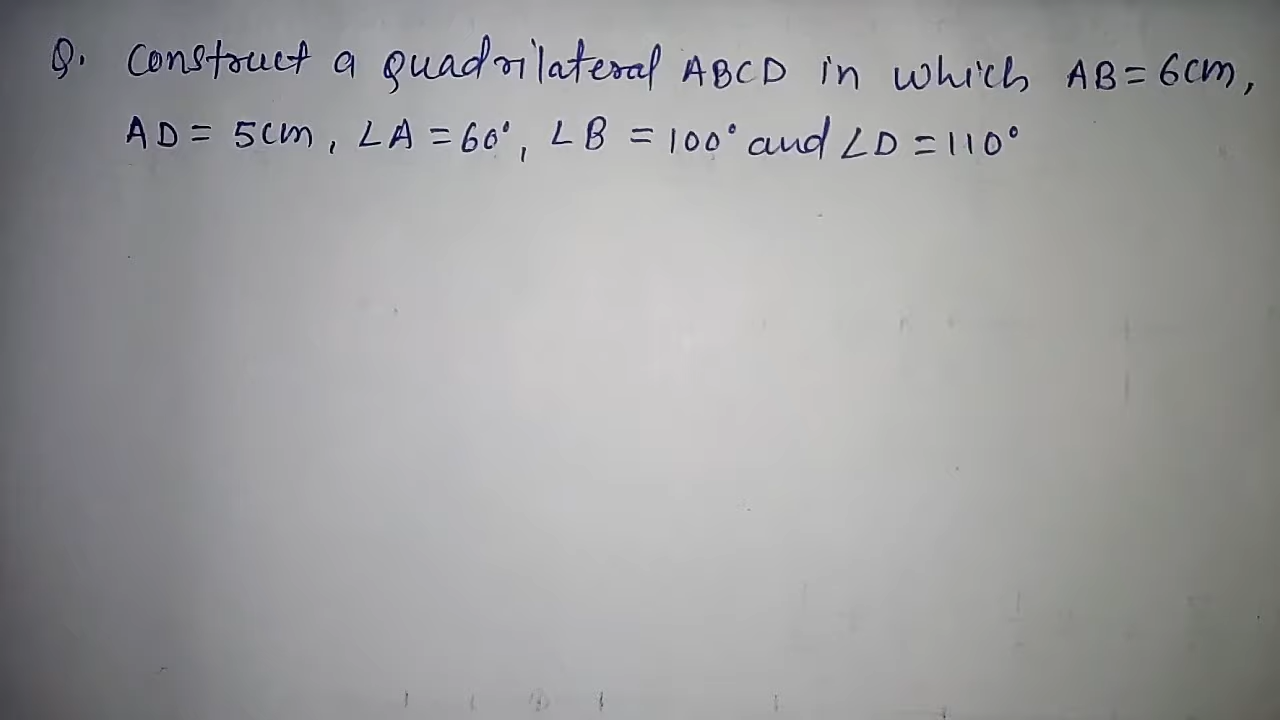 Q. Construct a quadrilateral ABCD in which AB = 6cm,
AD = 5cm, ∠A = 60°, ∠B = 100° and ∠D = 110°